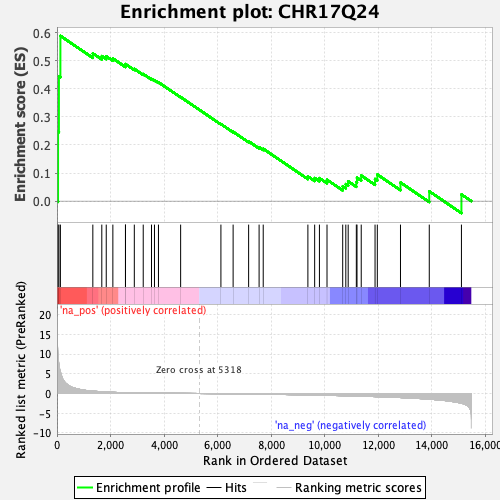 Enrichment plot: CHR17Q24
Enrichment score (ES)
0.6
0.5
0.4
0.3
0.2
0.1
0.0
'na_pos' (positively correlated)
Ranked list metric (PreRanked)
20
15
10
5
0
-5
-10
Zero cross at 5318
'na_neg' (negatively correlated)
0 2,000 4,000 6,000 8,000 10,000 12,000 14,000 16,000
Rank in Ordered Dataset
Enrichment profile Hits Ranking metric scores